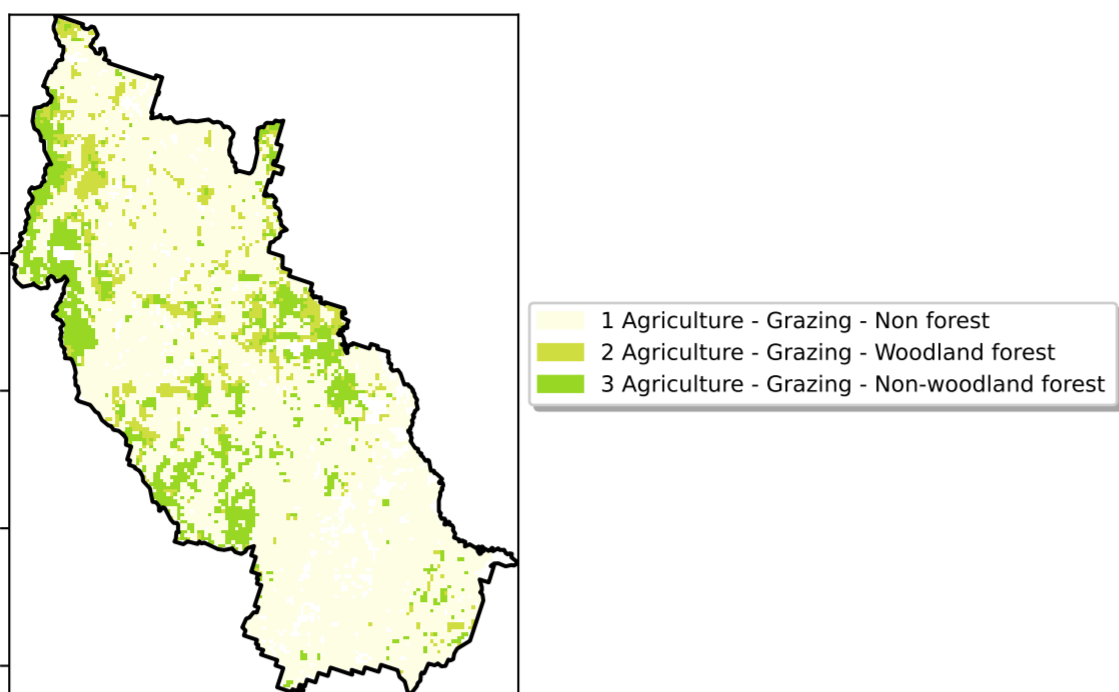 1 Agriculture - Grazing - Non forest
2 Agriculture - Grazing - Woodland forest
3 Agriculture - Grazing - Non-woodland forest